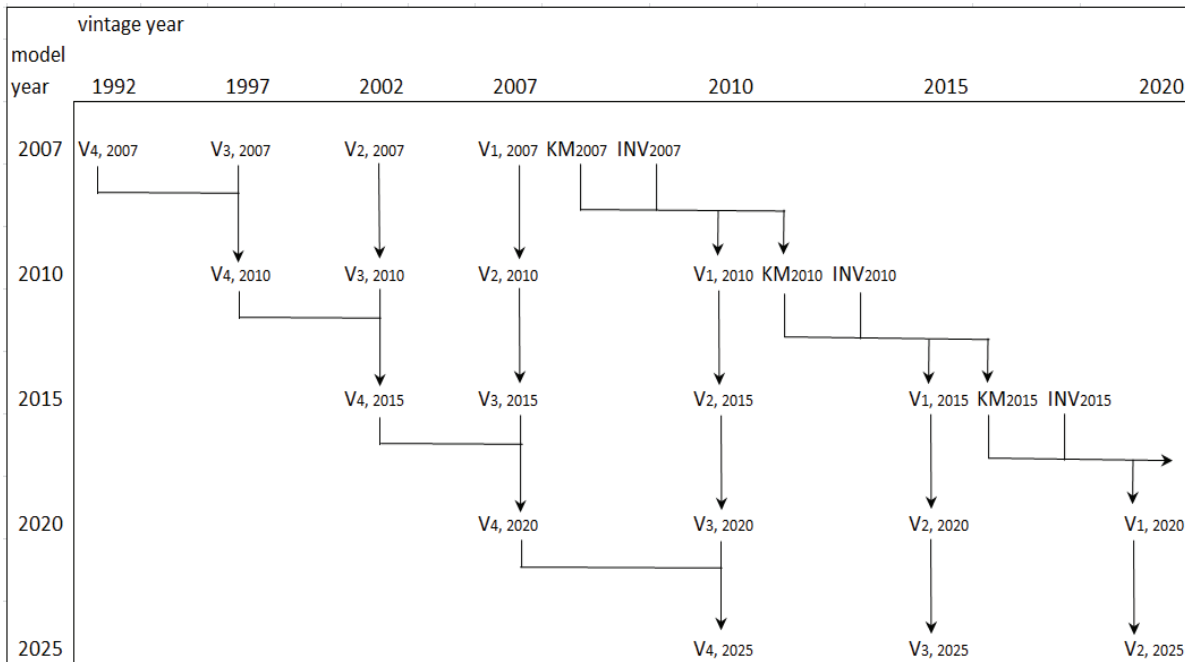 vintage year
model
year 1992 1997 2002 2007 2010 2015 2020
2007 V4, 2007 V3, 2007 V2, 2007 V1, 2007 KM2007 INV2007
2010 V4, 2010 V3, 2010 V2, 2010 V1, 2010 KM2010 INV2010
2015 V4, 2015 V3, 2015 V2, 2015 V1, 2015 KM2015 INV2015
2020 V4, 2020 V3, 2020 V2, 2020 V1, 2020
2025 V4, 2025 V3, 2025 V2, 2025